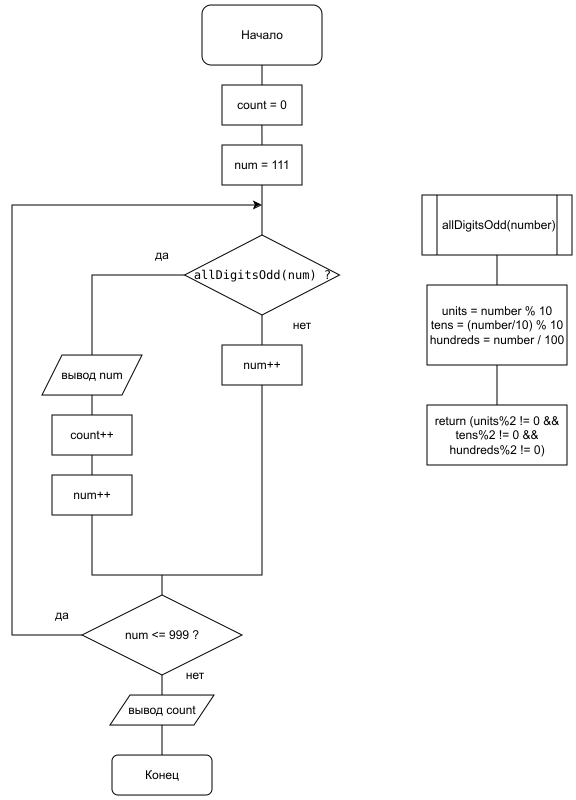 Начало
count = 0
num = 111
да
allDigitsOdd(num) ?
нет
вывод num
num++
count++
num++
да
num <= 999 ?
нет
вывод count
Конец
allDigitsOdd(number)
units = number % 10
tens = (number/10) % 10
hundreds = number / 100
return (units%2 != 0 &&
tens%2 != 0 &&
hundreds%2 != 0)